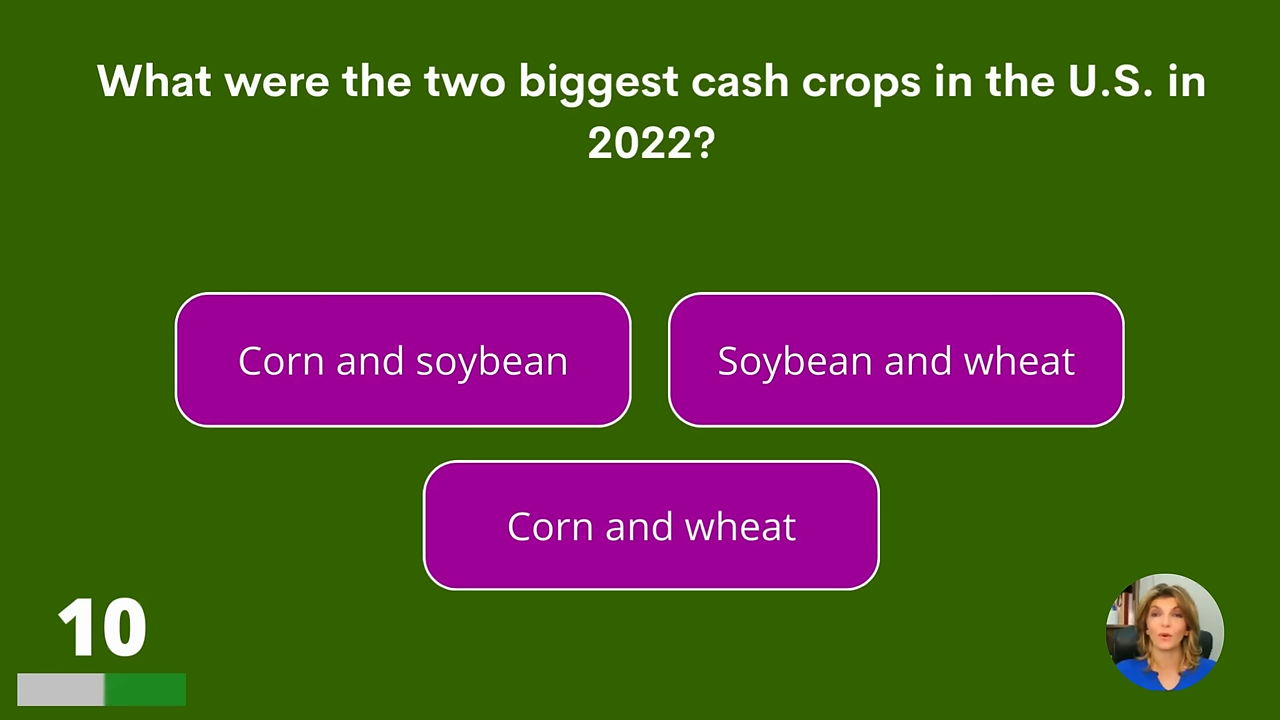 What were the two biggest cash crops in the U.S. in
2022?
Corn and soybean
Soybean and wheat
Corn and wheat
10